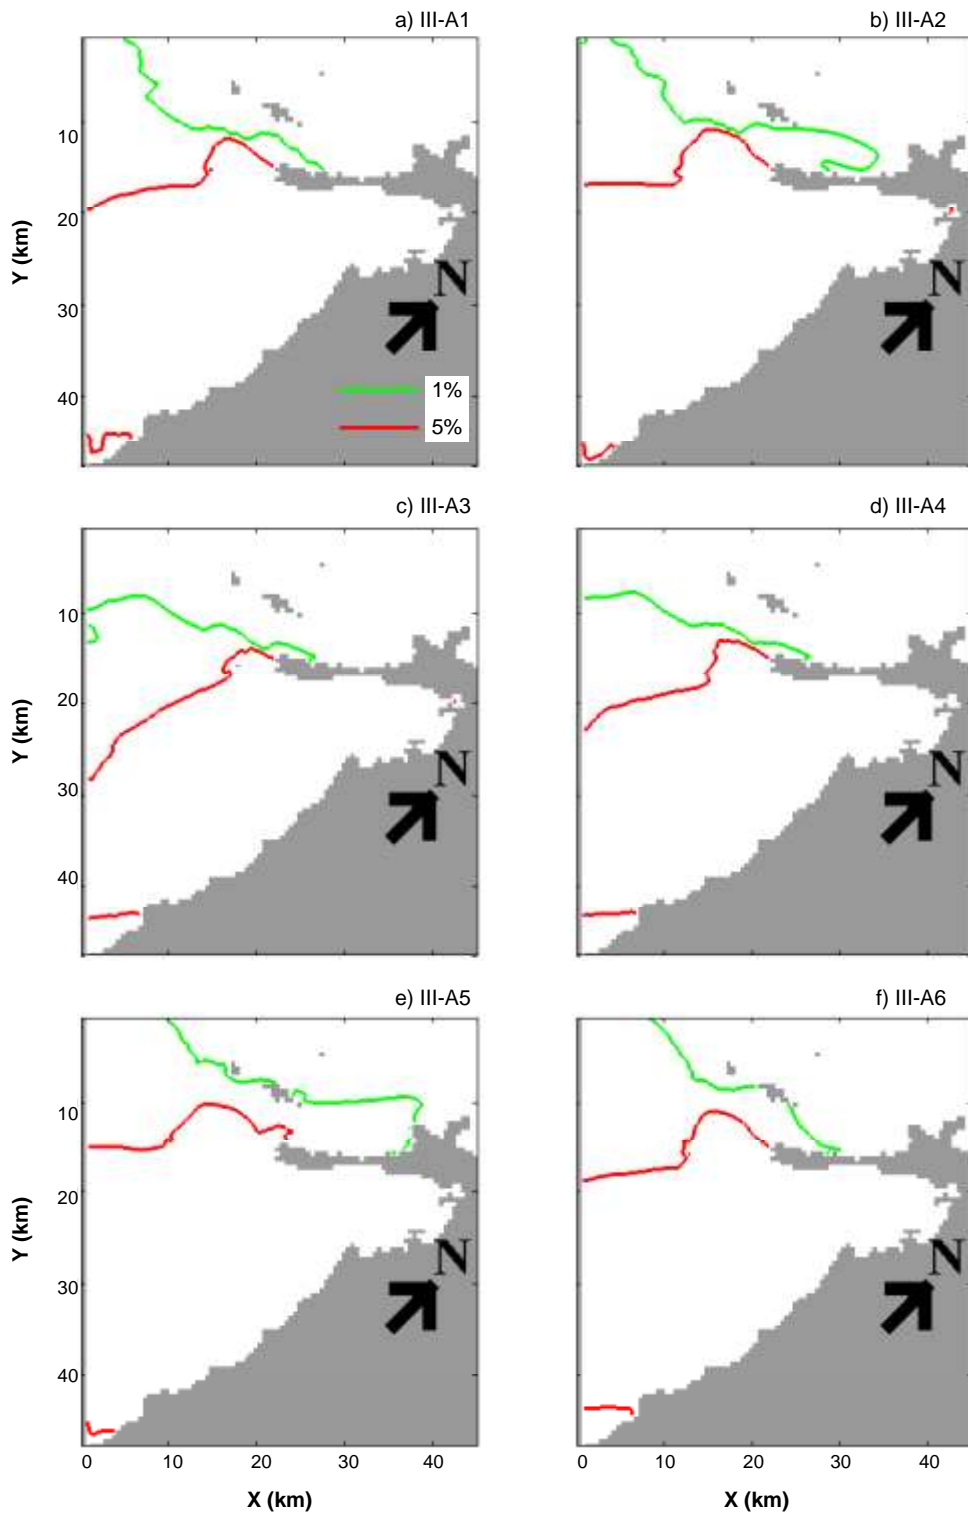 a) III-A1
b) III-A2
10
20
30
40
Y (km)
N
N
1%
5%
c) III-A3
d) III-A4
10
20
30
40
Y (km)
N
N
e) III-A5
f) III-A6
10
20
30
40
Y (km)
N
N
0 10 20 30 40
0 10 20 30 40
X (km)
X (km)